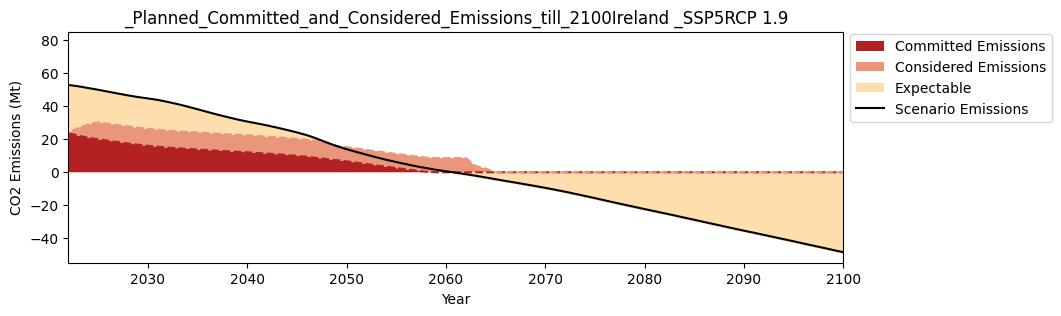 _Planned_Committed_and_Considered_Emissions_till_2100Ireland _SSP5RCP 1.9
80
60
40
20
0
−20
−40
CO2 Emissions (Mt)
2030
2040
2050
2060
2070
2080
2090
2100
Year
Committed Emissions
Considered Emissions
Expectable
Scenario Emissions